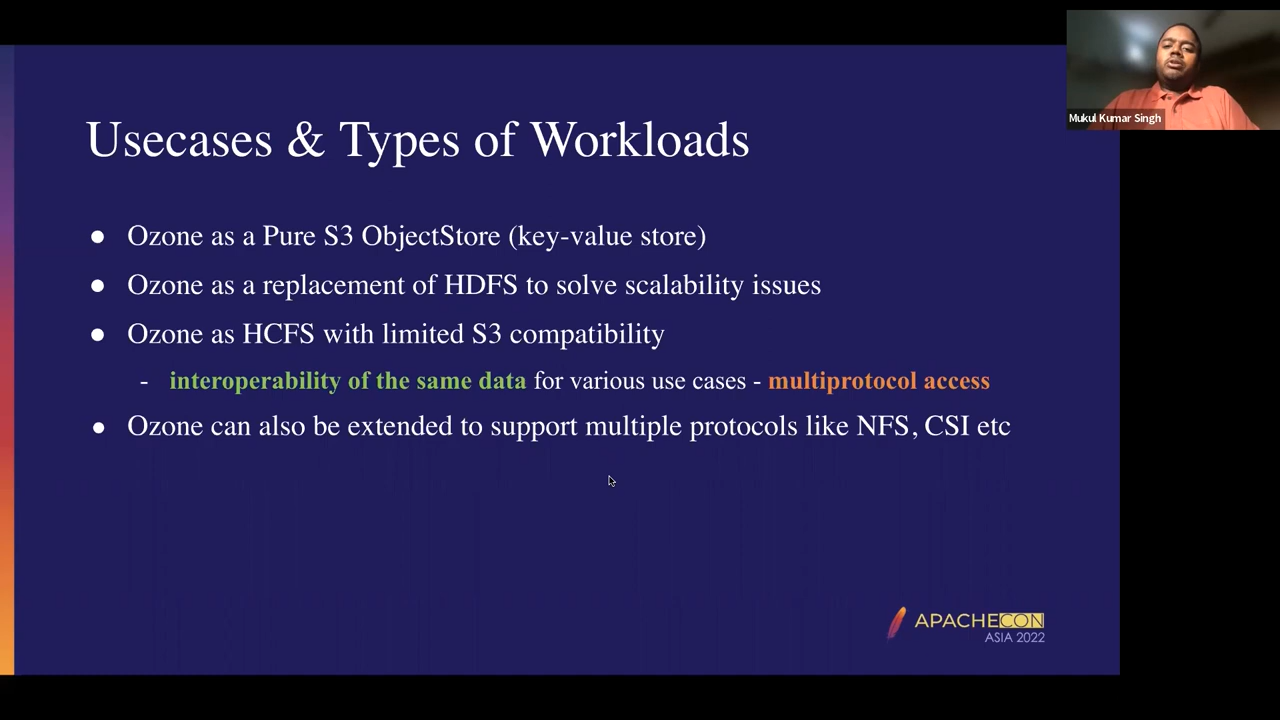 Mukul Kumar Singh
Usecases & Types of Workloads
● Ozone as a Pure S3 ObjectStore (key-value store)
● Ozone as a replacement of HDFS to solve scalability issues
● Ozone as HCFS with limited S3 compatibility
- interoperability of the same data for various use cases - multiprotocol access
● Ozone can also be extended to support multiple protocols like NFS, CSI etc
APACHECON
ASIA 2022